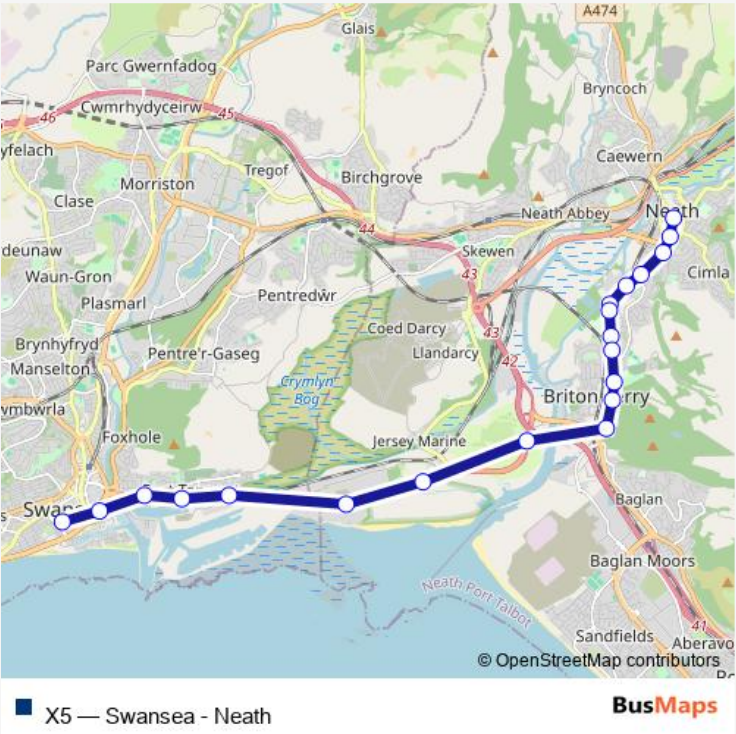 A474
Glais
Parc Gwernfadog
Bryncoch
Cwmrhydyceirw
45
46
yfelach
Caewern
Tregof
Birchgrove
Morriston
Clase
Neath
Neath Abbey
44
deunaw
Skewen
Cimla
Waun-Gron
43
Pentredŵr
Plasmarl
Coed Darcy
43
Brynhyfryd
Pentre'r-Gaseg
Llandarcy
42
Manselton
Crymlyn
Bog
Briton
rry
wmbwrla
Foxhole
Jersey Marine
Baglan
Swans
Baglan Moors
Neath Port Talbot
41
Sandfields
Aberavo
© OpenStreetMap contributors
X5 — Swansea - Neath
BusMaps